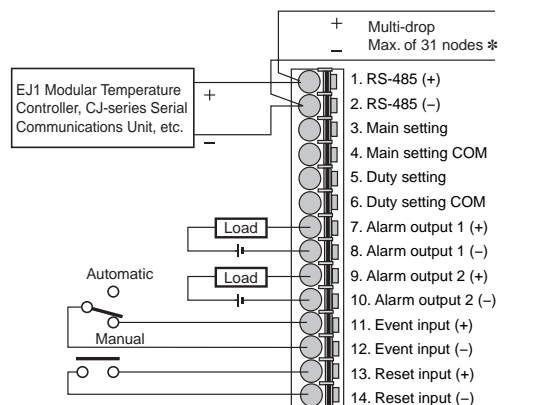 + Multi-drop
− Max. of 31 nodes ✻
EJ1 Modular Temperature
Controller, CJ-series Serial
Communications Unit, etc.
+
−
1. RS-485 (+)
2. RS-485 (−)
3. Main setting
4. Main setting COM
5. Duty setting
6. Duty setting COM
Load
7. Alarm output 1 (+)
8. Alarm output 1 (−)
Load
9. Alarm output 2 (+)
10. Alarm output 2 (−)
Automatic
Manual
11. Event input (+)
12. Event input (−)
13. Reset input (+)
14. Reset input (−)